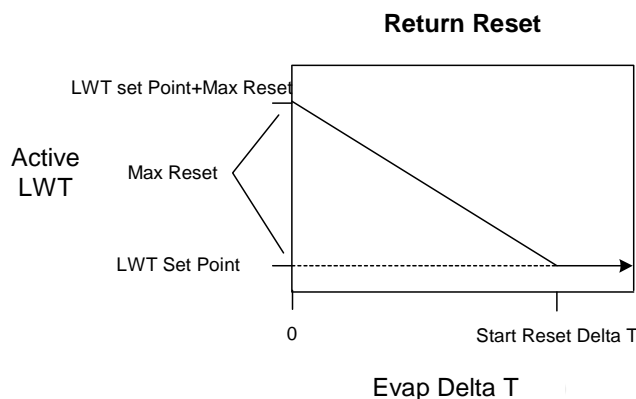 Return Reset
LWT set Point+Max Reset
Active
LWT
Max Reset
LWT Set Point
0
Start Reset Delta T
Evap Delta T